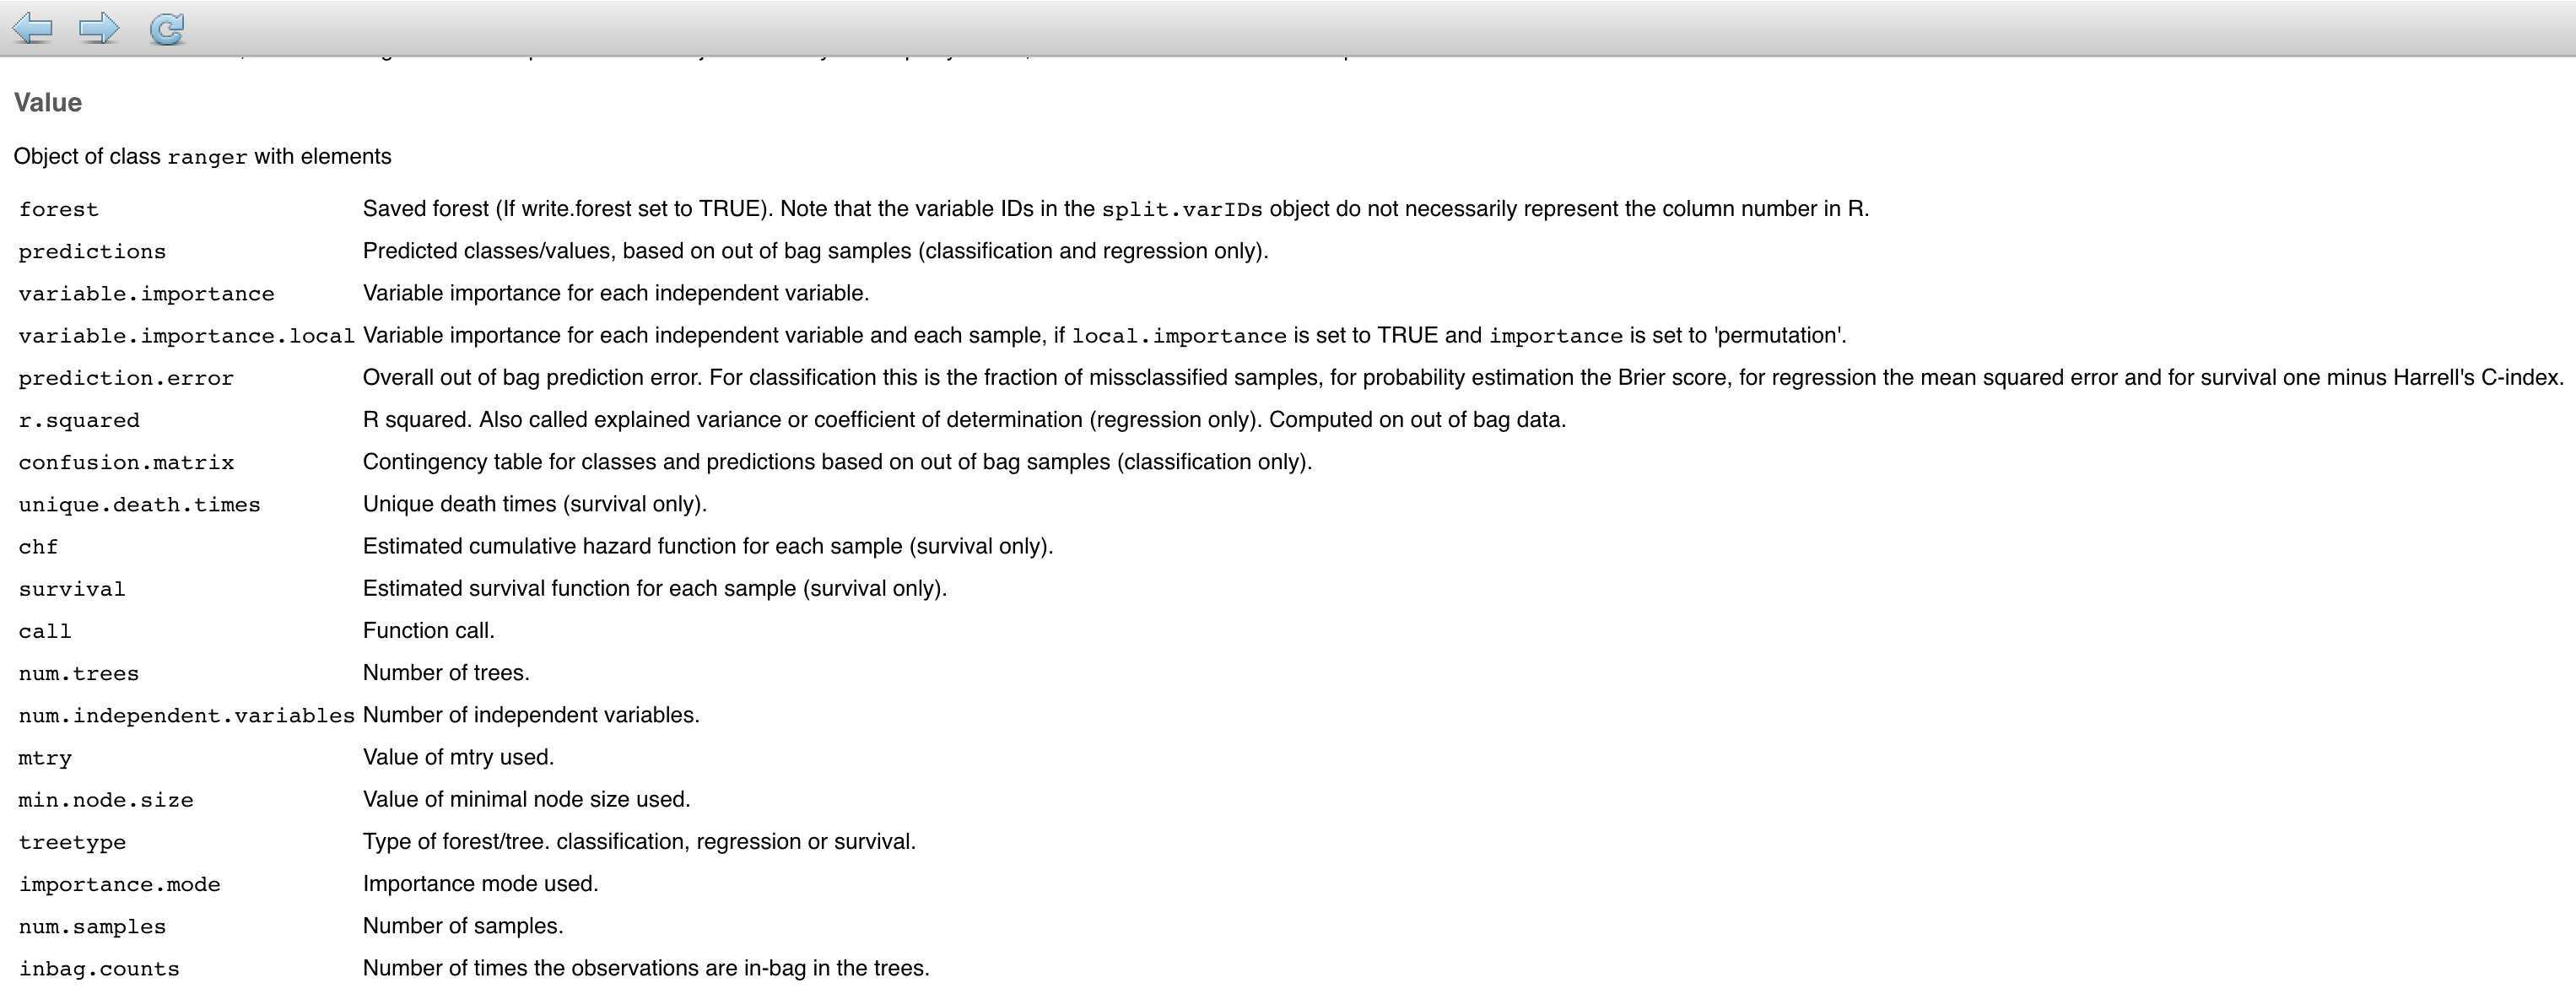 Value
Object of class ranger with elements
forest Saved forest (If write.forest set to TRUE). Note that the variable IDs in the split.varIDs object do not necessarily represent the column number in R.
predictions Predicted classes/values, based on out of bag samples (classification and regression only).
variable.importance Variable importance for each independent variable.
variable.importance.local Variable importance for each independent variable and each sample, if local.importance is set to TRUE and importance is set to 'permutation'.
prediction.error Overall out of bag prediction error. For classification this is the fraction of missclassified samples, for probability estimation the Brier score, for regression the mean squared error and for survival one minus Harrell's C-index.
r.squared R squared. Also called explained variance or coefficient of determination (regression only). Computed on out of bag data.
confusion.matrix Contingency table for classes and predictions based on out of bag samples (classification only).
unique.death.times Unique death times (survival only).
chf Estimated cumulative hazard function for each sample (survival only).
survival Estimated survival function for each sample (survival only).
call Function call.
num.trees Number of trees.
num.independent.variables Number of independent variables.
mtry Value of mtry used.
min.node.size Value of minimal node size used.
treetype Type of forest/tree. classification, regression or survival.
importance.mode Importance mode used.
num.samples Number of samples.
inbag.counts Number of times the observations are in-bag in the trees.